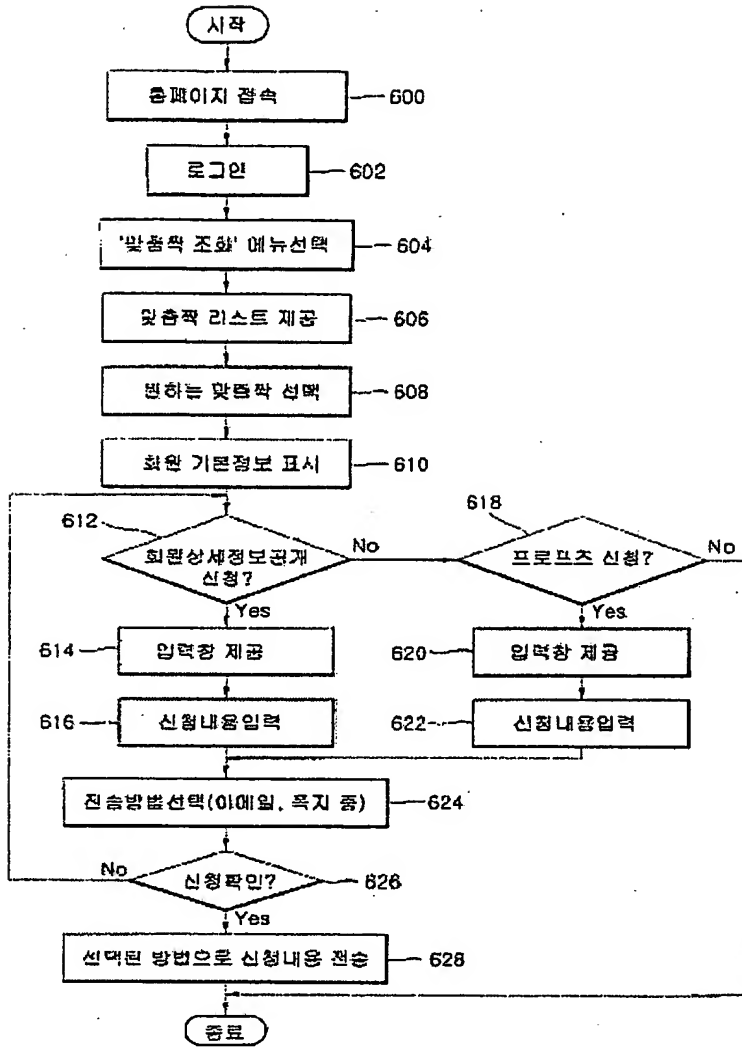 시작
홈페이지 접속
600
로그인
602
'맞춤짝 조회' 메뉴선택
604
맞춤짝 리스트 제공
606
원하는 맞춤짝 선택
608
회원 기본정보 표시
610
612
618
회원상세정보공개
신청?
No
프로포즈 신청?
No
Yes
Yes
614
입력창 제공
620
입력창 제공
616
신청내용입력
622
신청내용입력
전송방법선택(이메일, 쪽지 등)
624
No
신청확인?
626
Yes
선택된 방법으로 신청내용 전송
628
종료